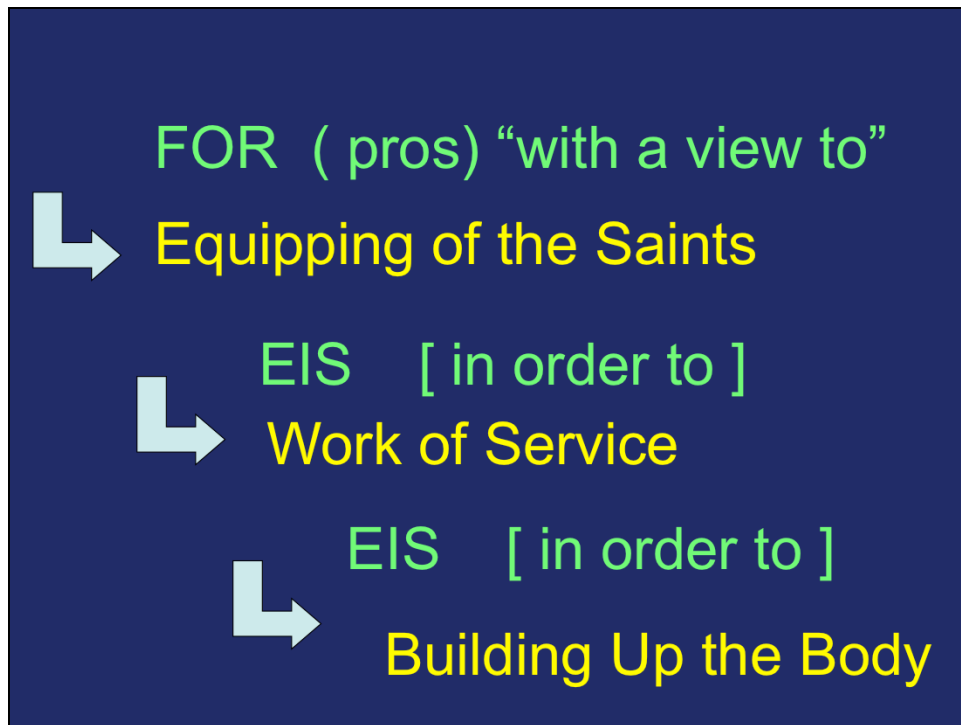 FOR ( pros) “with a view to”
Equipping of the Saints
EIS [ in order to ]
Work of Service
EIS [ in order to ]
Building Up the Body